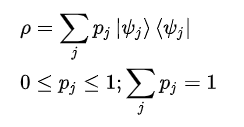 ρ = ∑_j p_j |ψ_j⟩ ⟨ψ_j|
0 ≤ p_j ≤ 1; ∑_j p_j = 1